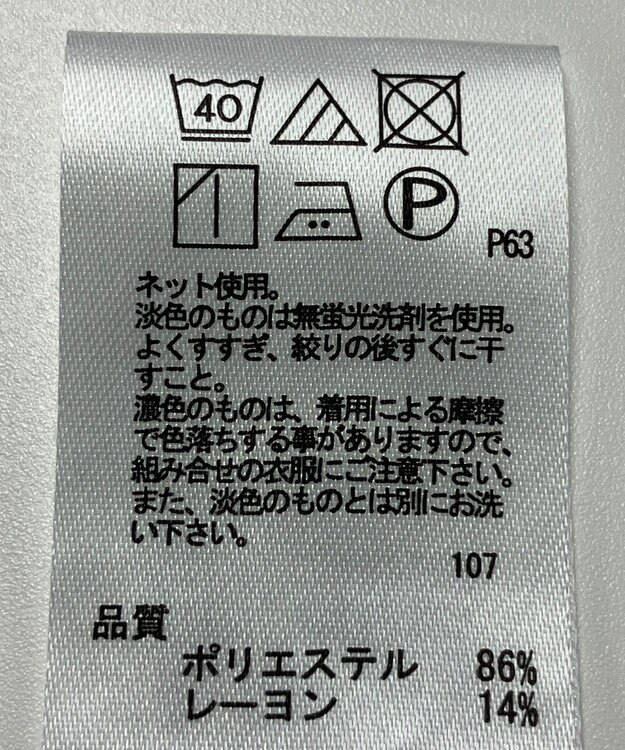 40
P
P63
ネット使用。
淡色のものは無蛍光洗剤を使用。
よくすすぎ、絞りの後すぐに干
すこと。
濃色のものは、着用による摩擦
で色落ちする事がありますので、
組み合せの衣服にご注意下さい。
また、淡色のものとは別にお洗
い下さい。
107
品質
ポリエステル 86%
レーヨン 14%